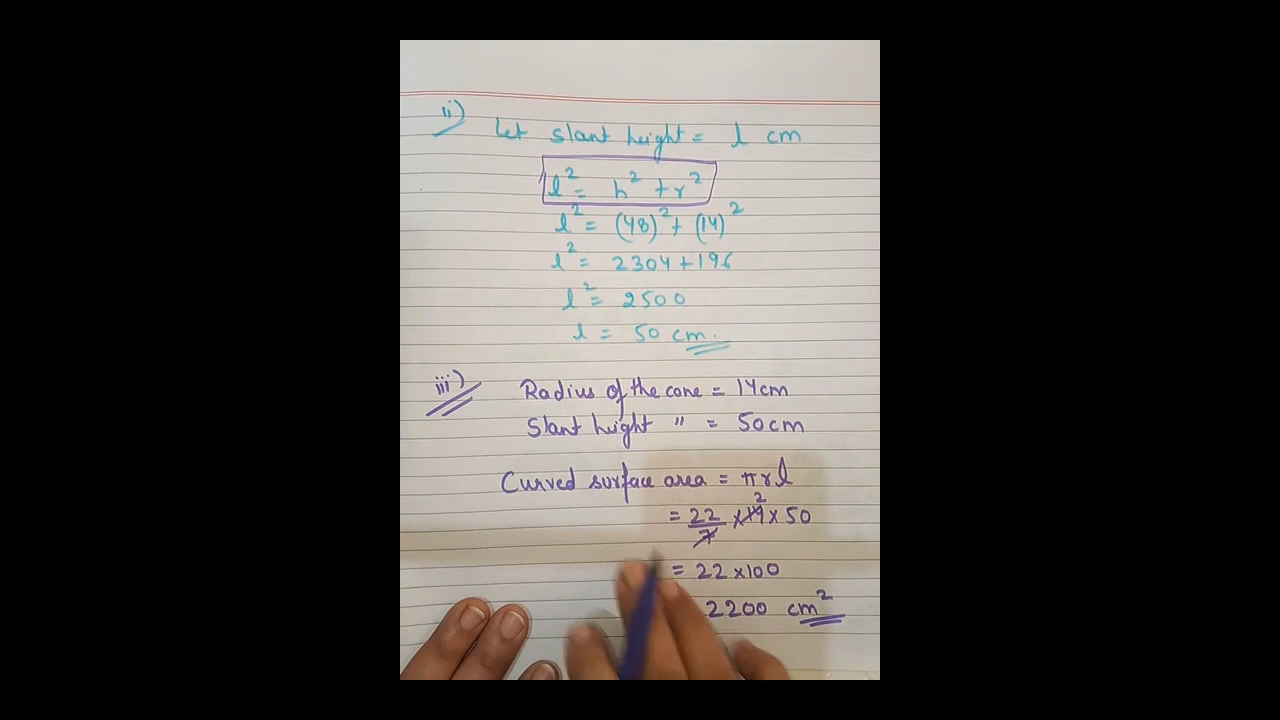 ii)
Let slant height = l cm
l² = h² + r²
l² = (48)² + (14)²
l² = 2304 + 196
l² = 2500
l = 50 cm.
iii) Radius of the cone = 14cm
Slant height " = 50cm
Curved surface area = πrl
= 22/7 × 14 2 × 50
= 22 × 100
2200 cm²